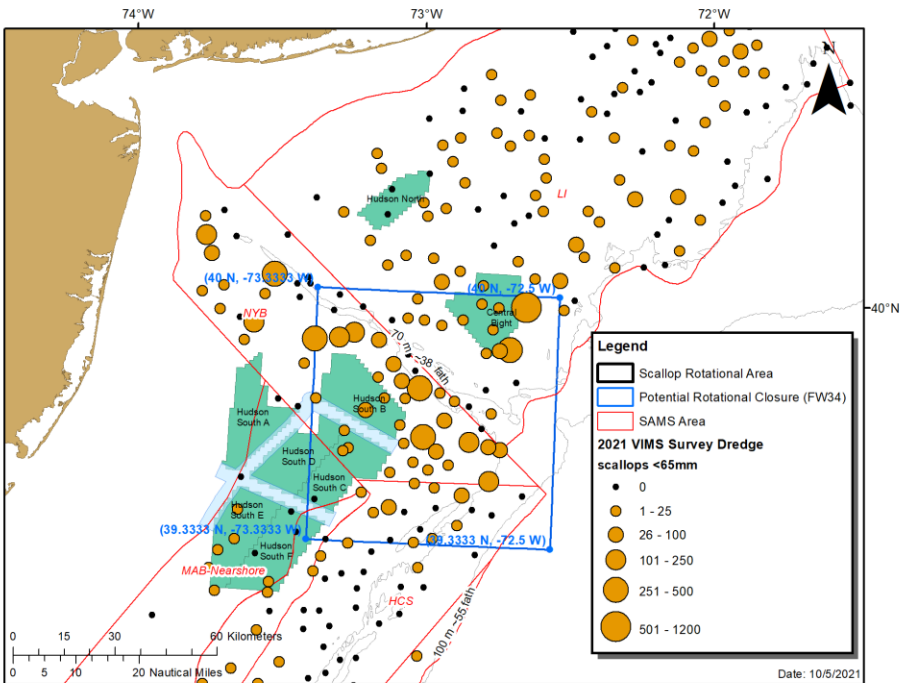 74°W
73°W
72°W
N
Hudson North
LI
(40 N, -73.3333 W)
(40 N, -72.5 W)
Central
Bight
40°N
NYB
-70 m ~38 fath
Legend
Scallop Rotational Area
Potential Rotational Closure (FW34)
SAMS Area
2021 VIMS Survey Dredge
scallops <65mm
0
1 - 25
26 - 100
101 - 250
251 - 500
501 - 1200
Hudson
South B
Hudson
South A
Hudson
South D
Hudson
South C
Hudson
South E
(39.3333 N, -73.3333 W)
(39.3333 N, -72.5 W)
Hudson
South F
MAB-Nearshore
HCS
100 m ~55 fath
0 15 30 60 Kilometers
0 5 10 20 Nautical Miles
Date: 10/5/2021